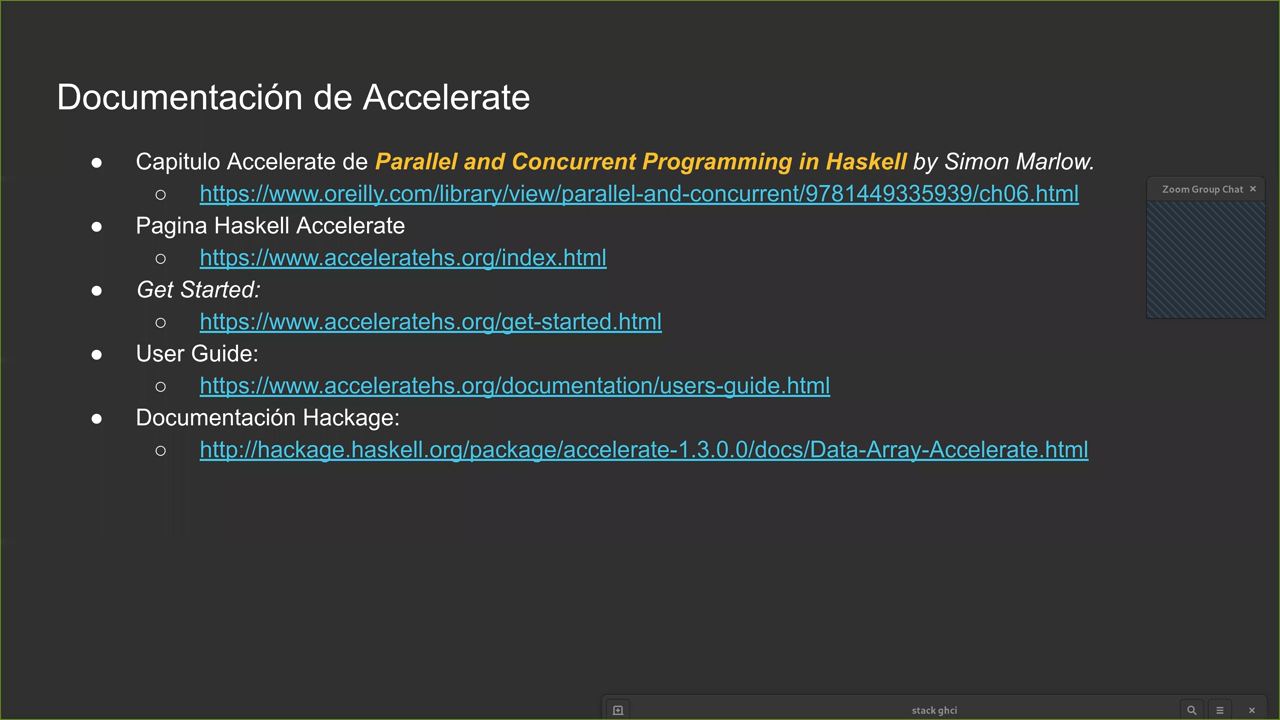 Documentación de Accelerate
● Capitulo Accelerate de Parallel and Concurrent Programming in Haskell by Simon Marlow.
○ https://www.oreilly.com/library/view/parallel-and-concurrent/9781449335939/ch06.html
● Pagina Haskell Accelerate
○ https://www.acceleratehs.org/index.html
● Get Started:
○ https://www.acceleratehs.org/get-started.html
● User Guide:
○ https://www.acceleratehs.org/documentation/users-guide.html
● Documentación Hackage:
○ http://hackage.haskell.org/package/accelerate-1.3.0.0/docs/Data-Array-Accelerate.html
Zoom Group Chat
stack ghci